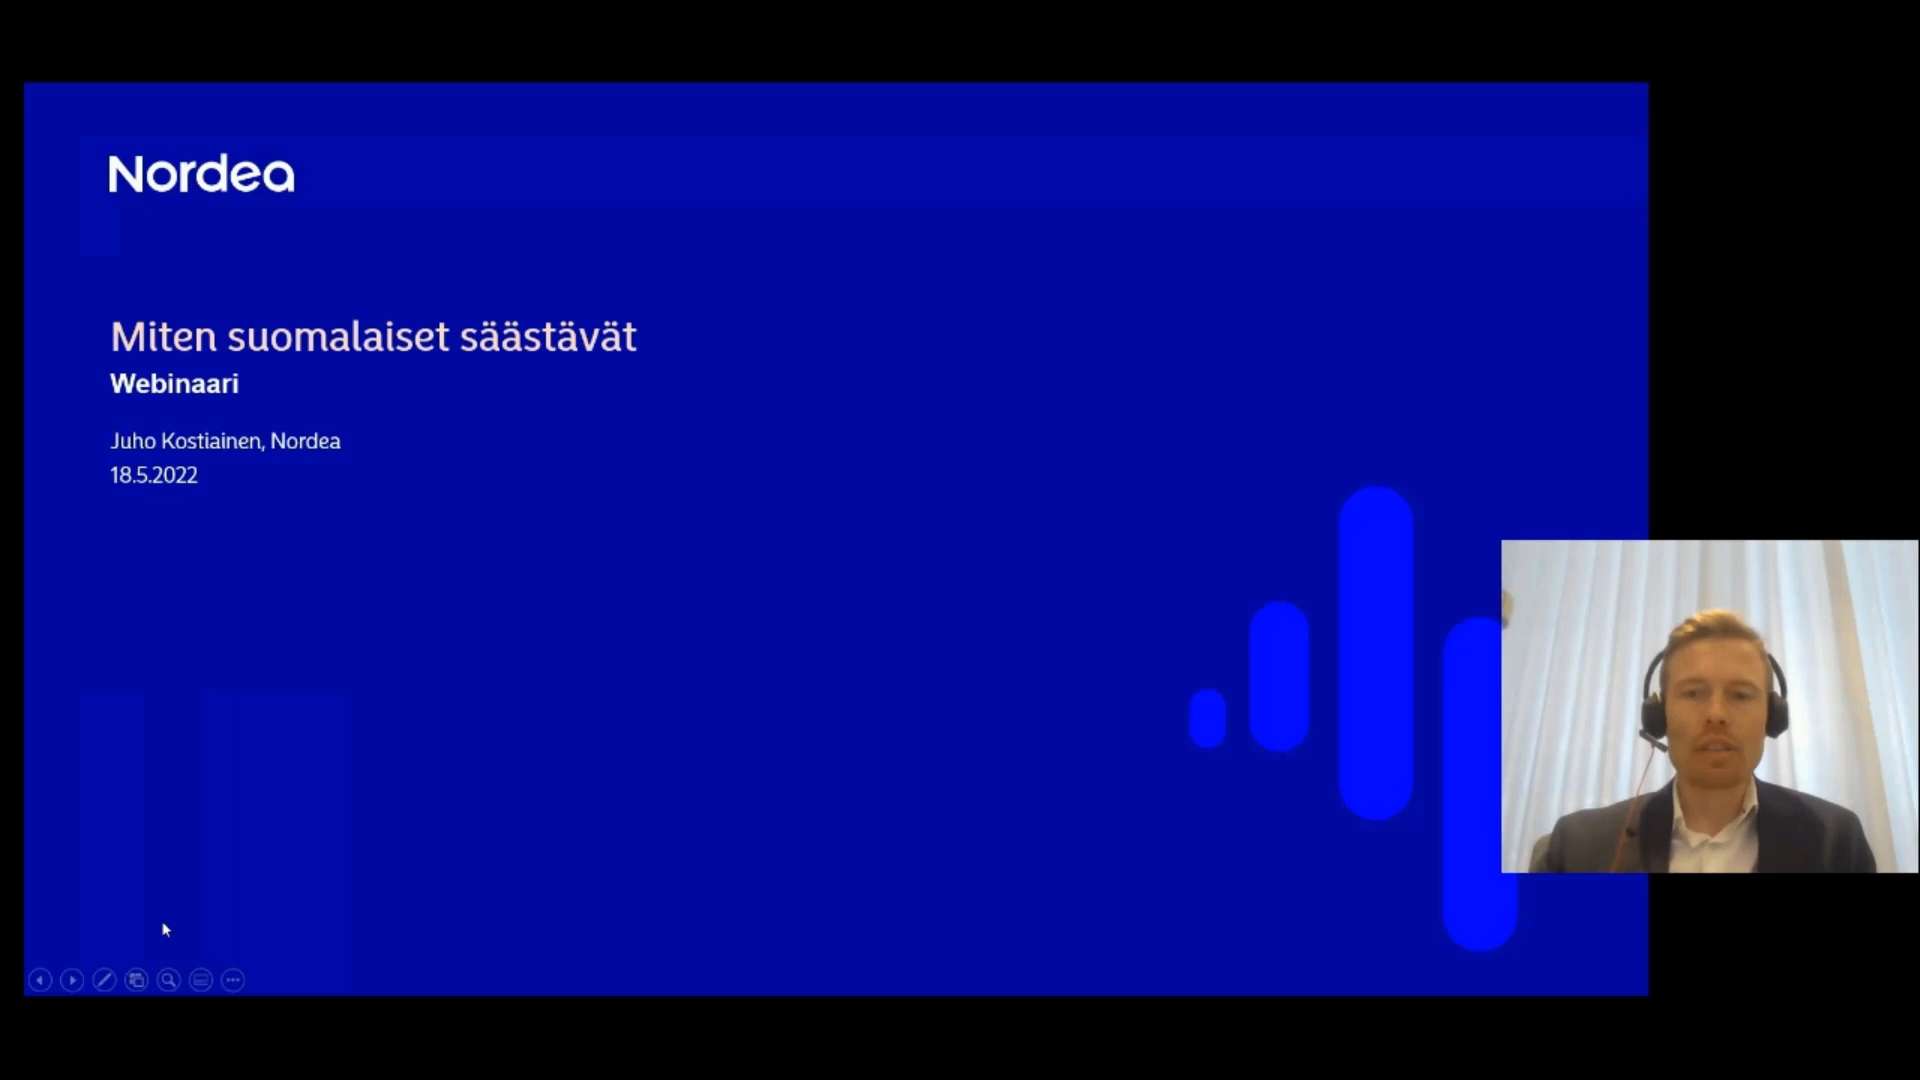 Nordea
Miten suomalaiset säästävät
Webinaari
Juho Kostiainen, Nordea
18.5.2022